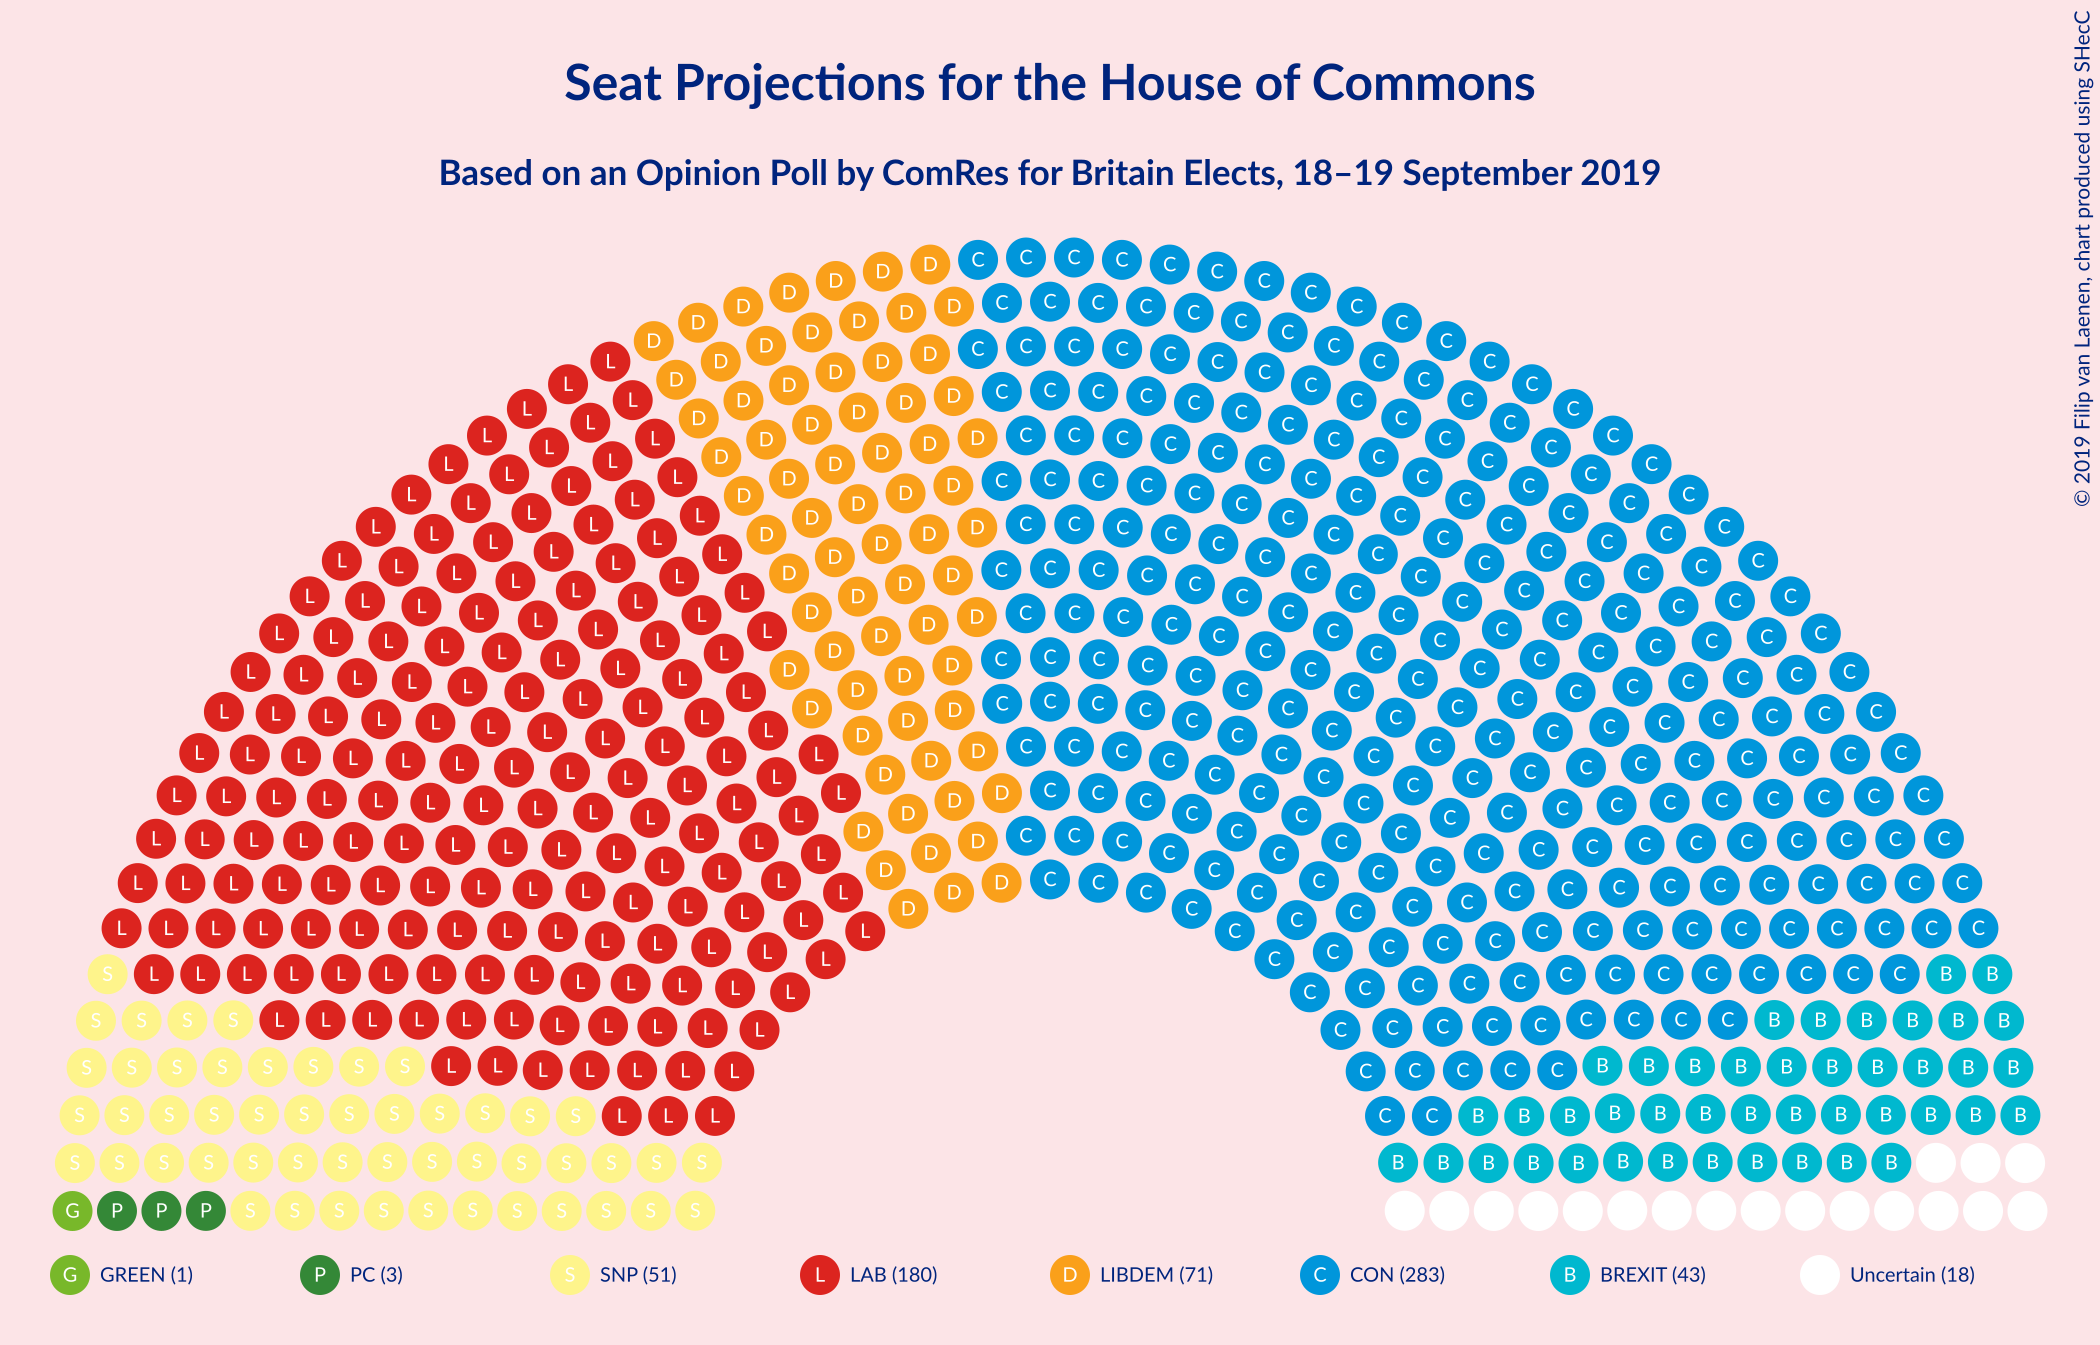 Seat Projections for the House of Commons
Based on an Opinion Poll by ComRes for Britain Elects, 18–19 September 2019
© 2019 Filip van Laenen, chart produced using SHecC
G GREEN (1)
P PC (3)
S SNP (51)
L LAB (180)
D LIBDEM (71)
C CON (283)
B BREXIT (43)
Uncertain (18)